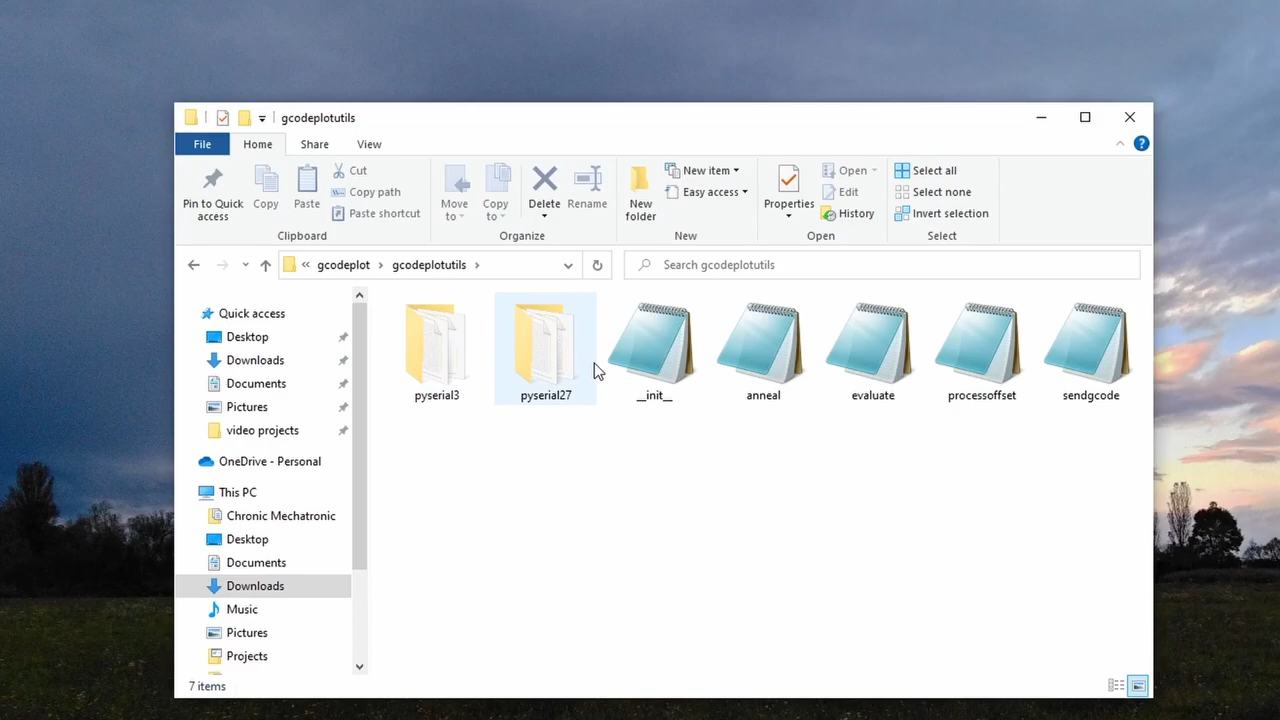 gcodeplotutils
File
Home
Share
View
Pin to Quick access
Copy
Paste
Cut
Copy path
Paste shortcut
Clipboard
Move to
Copy to
Delete
Rename
Organize
New folder
New item
Easy access
New
Properties
Open
Edit
History
Open
Select all
Select none
Invert selection
Select
« gcodeplot › gcodeplotutils ›
Search gcodeplotutils
Quick access
Desktop
Downloads
Documents
Pictures
video projects
OneDrive - Personal
This PC
Chronic Mechatronic
Desktop
Documents
Downloads
Music
Pictures
Projects
pyserial3
pyserial27
__init__
anneal
evaluate
processoffset
sendgcode
7 items